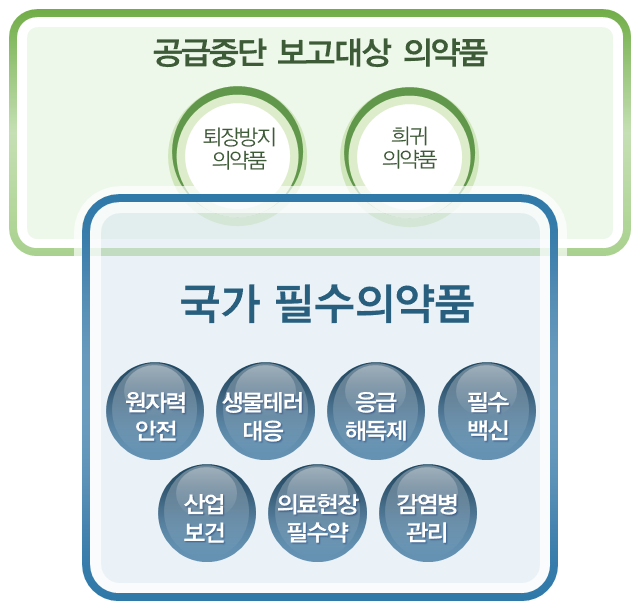 공급중단 보고대상 의약품
퇴장방지
의약품
희귀
의약품
국가 필수의약품
원자력
안전
생물테러
대응
응급
해독제
필수
백신
산업
보건
의료현장
필수약
감염병
관리